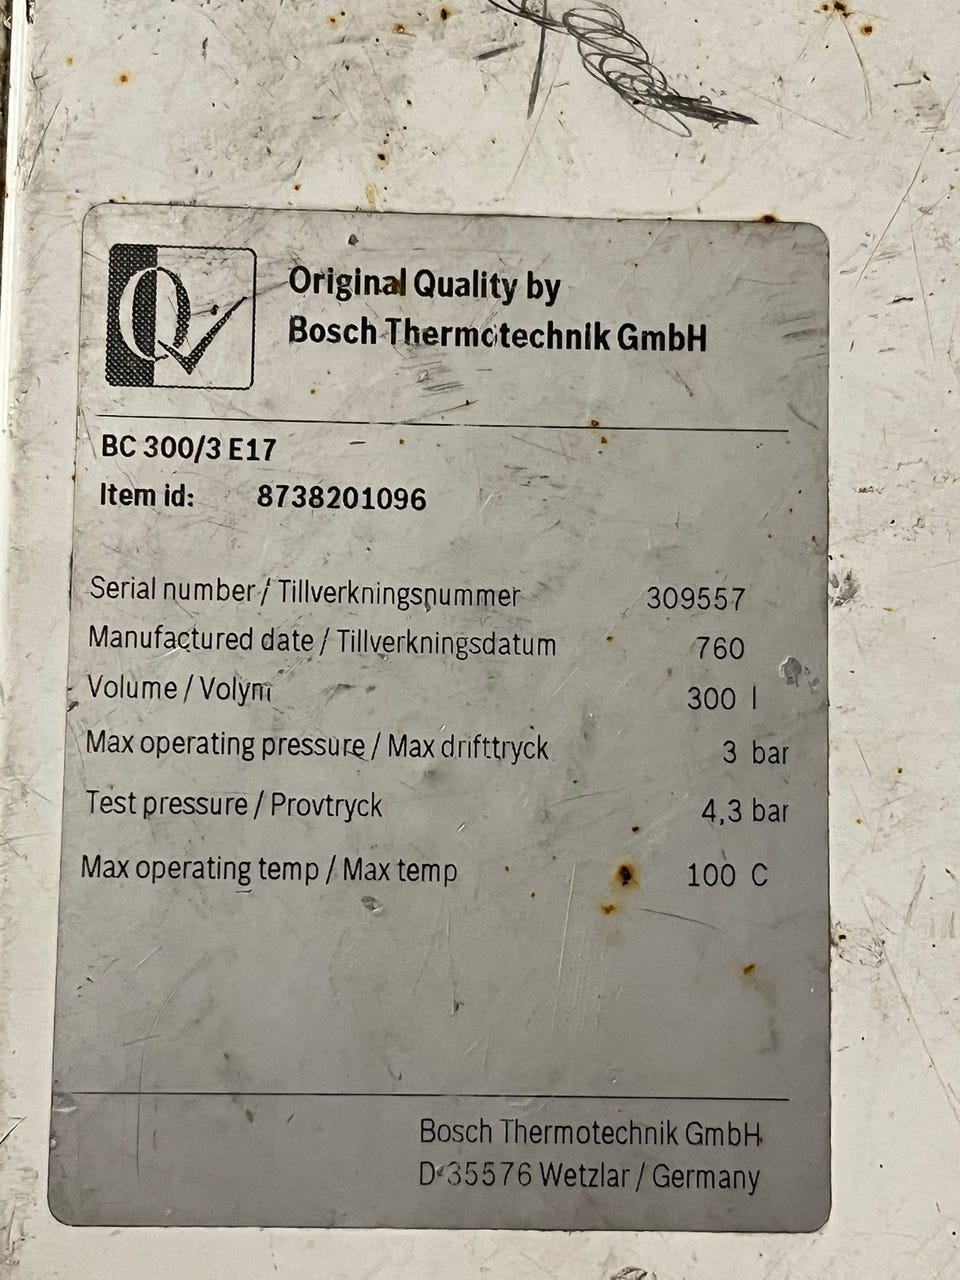 Original Quality by
Bosch Thermotechnik GmbH
BC 300/3 E17
Item id: 8738201096
Serial number / Tillverkningsnummer 309557
Manufactured date / Tillverkningsdatum 760
Volume / Volym 300 l
Max operating pressure / Max drifttryck 3 bar
Test pressure / Provtryck 4,3 bar
Max operating temp / Max temp 100 C
Bosch Thermotechnik GmbH
D-35576 Wetzlar / Germany